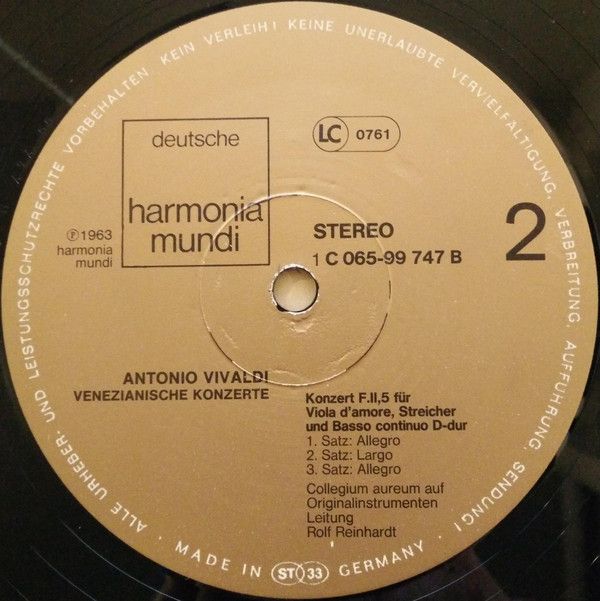 ALLE URHEBER- UND LEISTUNGSSCHUTZRECHTE VORBEHALTEN. KEIN VERLEIH! KEINE UNERLAUBTE VERVIELFÄLTIGUNG, VERBREITUNG, AUFFÜHRUNG, SENDUNG!
deutsche
harmonia
mundi
LC 0761
℗ 1963
harmonia
mundi
STEREO
1 C 065-99 747 B
2
ANTONIO VIVALDI
VENEZIANISCHE KONZERTE
Konzert F.II,5 für
Viola d'amore, Streicher
und Basso continuo D-dur
1. Satz: Allegro
2. Satz: Largo
3. Satz: Allegro
Collegium aureum auf
Originalinstrumenten
Leitung
Rolf Reinhardt
· MADE IN ST 33 GERMANY ·